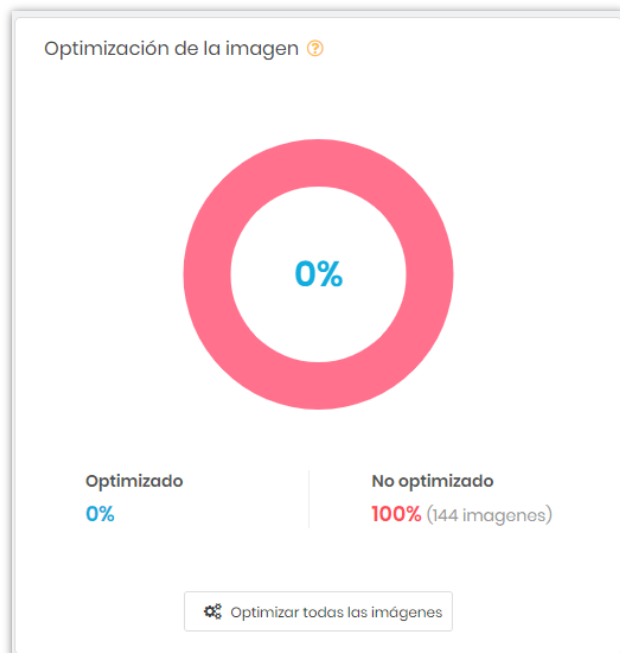 Optimización de la imagen
0%
Optimizado
No optimizado
0%
100% (144 imagenes)
Optimizar todas las imágenes